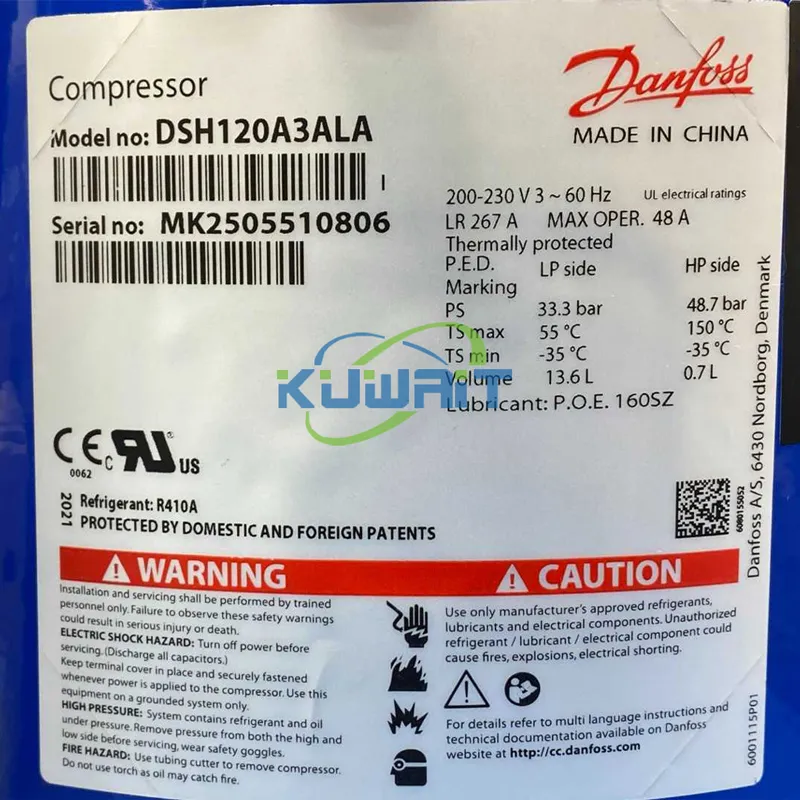 Compressor
Danfoss
MADE IN CHINA
Model no: DSH120A3ALA
Serial no: MK2505510806
200-230 V 3 ~ 60 Hz UL electrical ratings
LR 267 A MAX OPER. 48 A
Thermally protected
P.E.D. LP side HP side
Marking
PS 33.3 bar 48.7 bar
TS max 55 °C 150 °C
TS min -35 °C -35 °C
Volume 13.6 L 0.7 L
Lubricant: P.O.E. 160SZ
KUWAIT
CE 0062 c RU ® US
2021
Refrigerant: R410A
PROTECTED BY DOMESTIC AND FOREIGN PATENTS
6080155052
Danfoss A/S, 6430 Nordborg, Denmark
WARNING
Installation and servicing shall be performed by trained
personnel only. Failure to observe these safety warnings
could result in serious injury or death.
ELECTRIC SHOCK HAZARD: Turn off power before
servicing. (Discharge all capacitors.)
Keep terminal cover in place and securely fastened
whenever power is applied to the compressor. Use this
equipment on a grounded system only.
HIGH PRESSURE: System contains refrigerant and oil
under pressure. Remove pressure from both the high and
low side before servicing, wear safety goggles.
FIRE HAZARD: Use tubing cutter to remove compressor.
Do not use torch as oil may catch fire.
CAUTION
Use only manufacturer's approved refrigerants,
lubricants and electrical components. Unauthorized
refrigerant / lubricant / electrical component could
cause fires, explosions, electrical shorting.
For details refer to multi language instructions and
technical documentation available on Danfoss
website at http://cc.danfoss.com
6001115P01